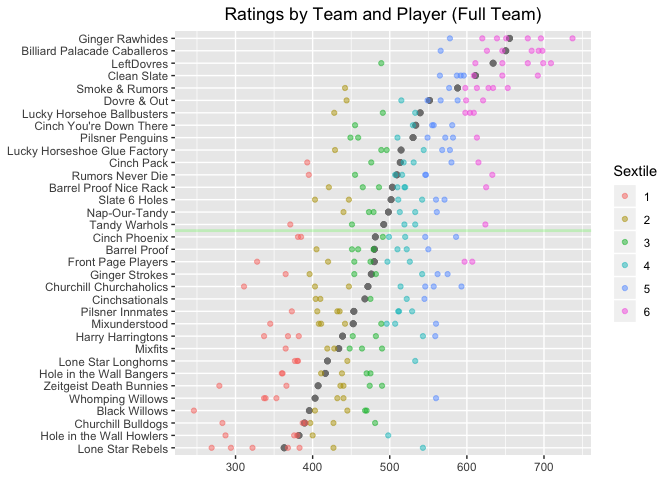 Ratings by Team and Player (Full Team)
Ginger Rawhides
Billiard Palacade Caballeros
LeftDovres
Clean Slate
Smoke & Rumors
Dovre & Out
Lucky Horsehoe Ballbusters
Cinch You're Down There
Pilsner Penguins
Lucky Horseshoe Glue Factory
Cinch Pack
Rumors Never Die
Barrel Proof Nice Rack
Slate 6 Holes
Nap-Our-Tandy
Tandy Warhols
Cinch Phoenix
Barrel Proof
Front Page Players
Ginger Strokes
Churchill Churchaholics
Cinchsationals
Pilsner Innmates
Mixunderstood
Harry Harringtons
Mixfits
Lone Star Longhorns
Hole in the Wall Bangers
Zeitgeist Death Bunnies
Whomping Willows
Black Willows
Churchill Bulldogs
Hole in the Wall Howlers
Lone Star Rebels
300 400 500 600 700
Sextile
1
2
3
4
5
6